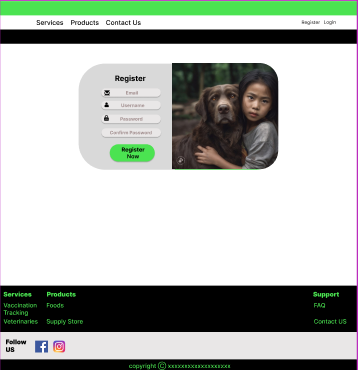 Services Products Contact Us Register Login
Register
Email
Username
Password
Confirm Password
Register
Now
Services Products Support
Vaccination Foods FAQ
Tracking
Veterinaries Supply Store Contact US
Follow
US
copyright © xxxxxxxxxxxxxxxxxxx